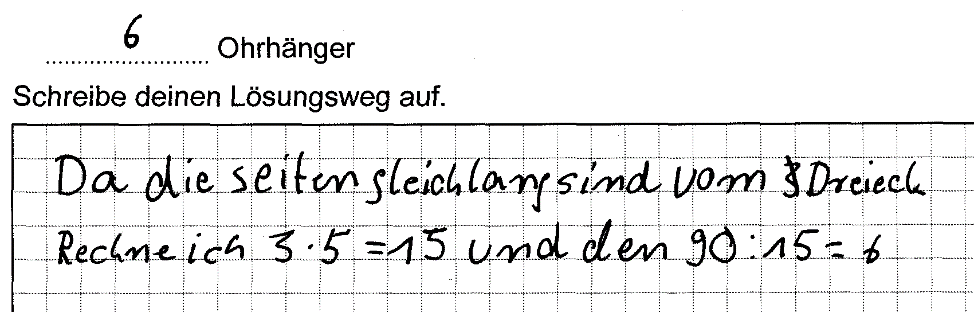 6 Ohrhänger
Schreibe deinen Lösungsweg auf.
Da die seiten gleichlang sind vom Dreieck
Rechne ich 3·5=15 und den 90:15=6